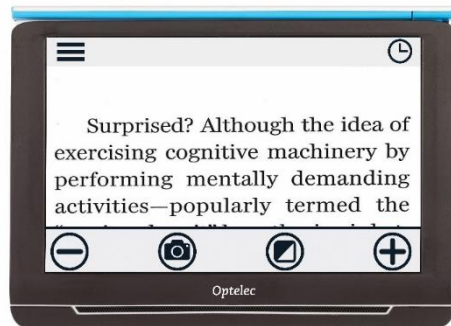 Surprised? Although the idea of
exercising cognitive machinery by
performing mentally demanding
activities—popularly termed the
Optelec